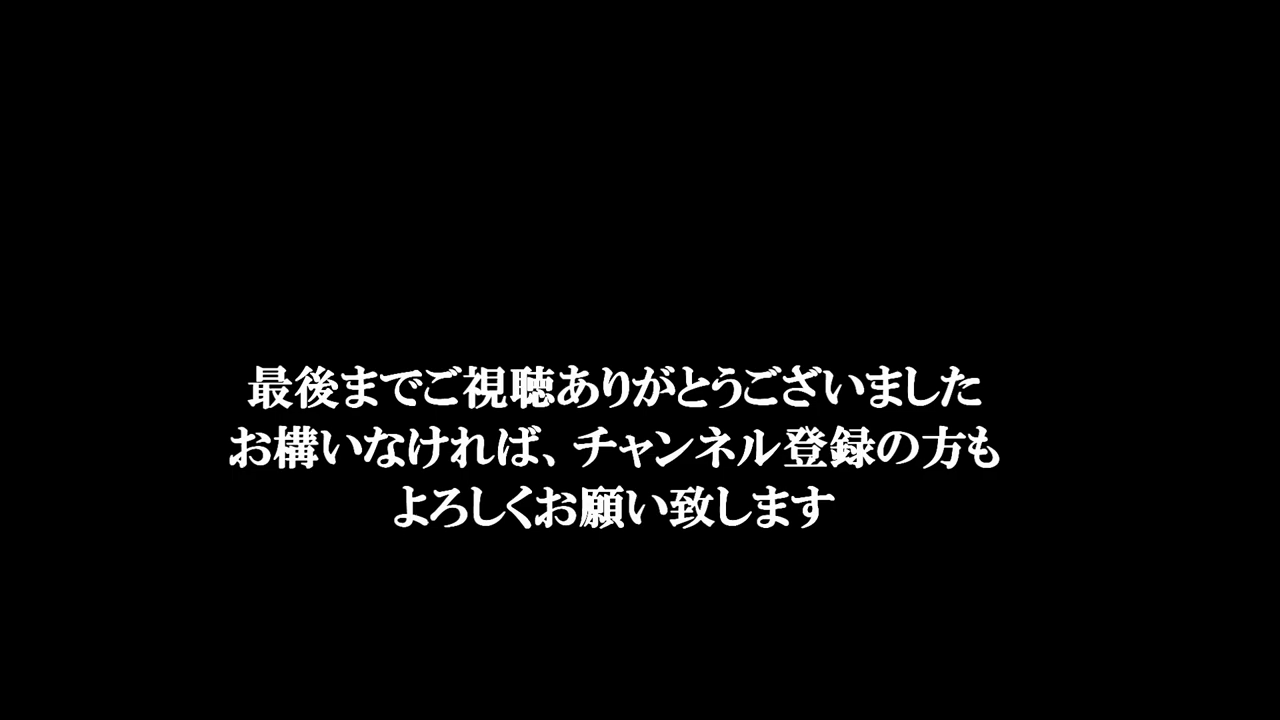 最後までご視聴ありがとうございました
お構いなければ、チャンネル登録の方も
よろしくお願い致します